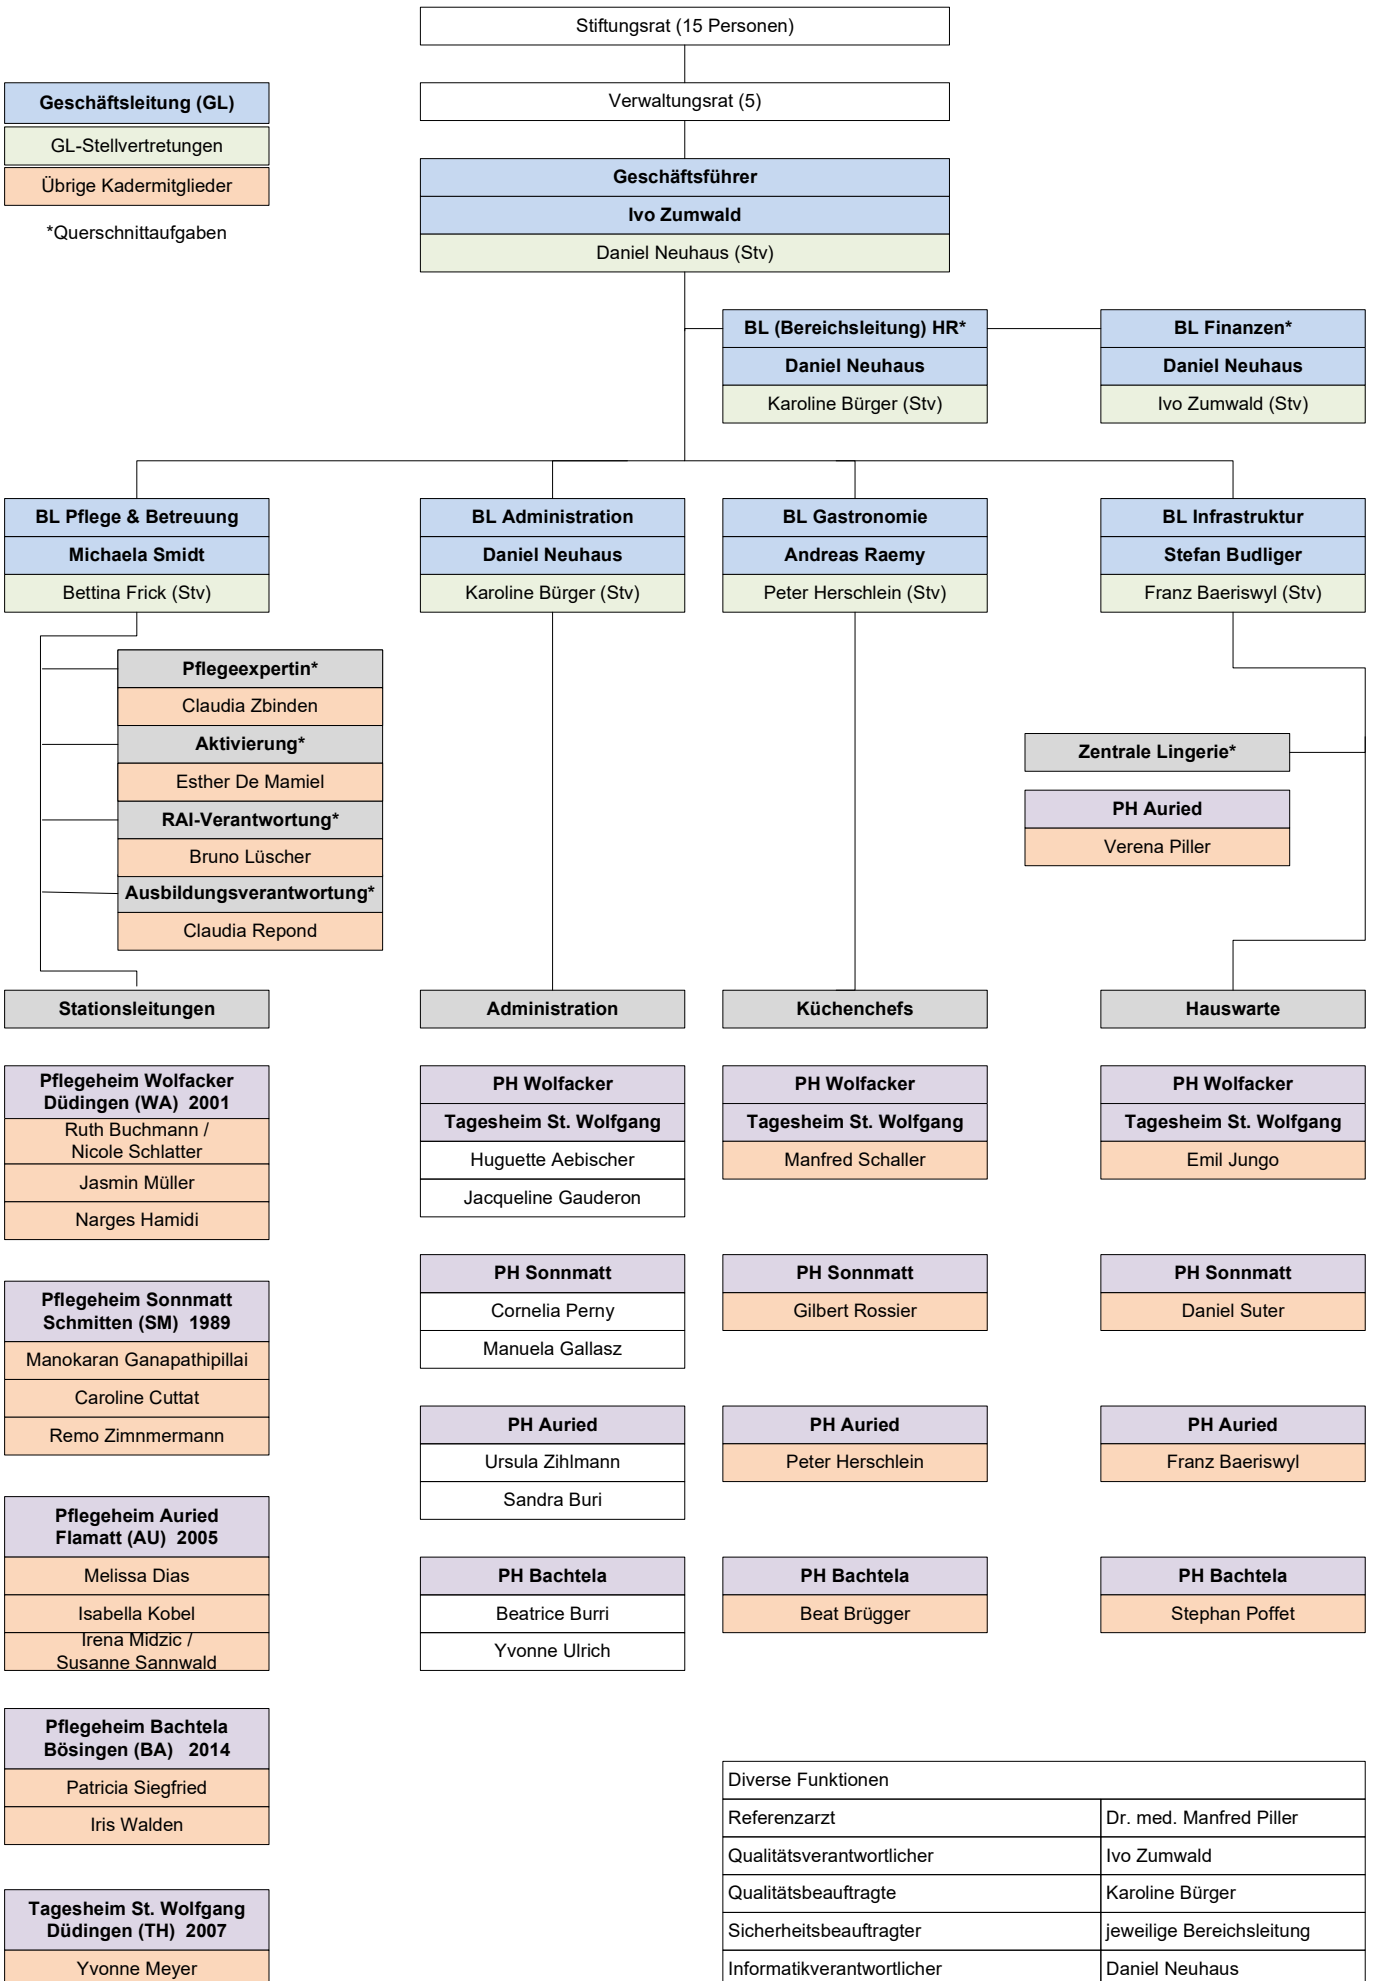 Stiftungsrat (15 Personen)
Verwaltungsrat (5)
Geschäftsleitung (GL)
GL-Stellvertretungen
Übrige Kadermitglieder
*Querschnittaufgaben
Geschäftsführer
Ivo Zumwald
Daniel Neuhaus (Stv)
BL (Bereichsleitung) HR*
Daniel Neuhaus
Karoline Bürger (Stv)
BL Finanzen*
Daniel Neuhaus
Ivo Zumwald (Stv)
BL Pflege & Betreuung
Michaela Smidt
Bettina Frick (Stv)
BL Administration
Daniel Neuhaus
Karoline Bürger (Stv)
BL Gastronomie
Andreas Raemy
Peter Herschlein (Stv)
BL Infrastruktur
Stefan Budliger
Franz Baeriswyl (Stv)
Pflegeexpertin*
Claudia Zbinden
Aktivierung*
Esther De Mamiel
RAI-Verantwortung*
Bruno Lüscher
Ausbildungsverantwortung*
Claudia Repond
Zentrale Lingerie*
PH Auried
Verena Piller
Stationsleitungen
Pflegeheim Wolfacker
Düdingen (WA) 2001
Ruth Buchmann /
Nicole Schlatter
Jasmin Müller
Narges Hamidi
Pflegeheim Sonnmatt
Schmitten (SM) 1989
Manokaran Ganapathipillai
Caroline Cuttat
Remo Zimnmermann
Pflegeheim Auried
Flamatt (AU) 2005
Melissa Dias
Isabella Kobel
Irena Midzic /
Susanne Sannwald
Pflegeheim Bachtela
Bösingen (BA) 2014
Patricia Siegfried
Iris Walden
Tagesheim St. Wolfgang
Düdingen (TH) 2007
Yvonne Meyer
Administration
PH Wolfacker
Tagesheim St. Wolfgang
Huguette Aebischer
Jacqueline Gauderon
PH Sonnmatt
Cornelia Perny
Manuela Gallasz
PH Auried
Ursula Zihlmann
Sandra Buri
PH Bachtela
Beatrice Burri
Yvonne Ulrich
Küchenchefs
PH Wolfacker
Tagesheim St. Wolfgang
Manfred Schaller
PH Sonnmatt
Gilbert Rossier
PH Auried
Peter Herschlein
PH Bachtela
Beat Brügger
Hauswarte
PH Wolfacker
Tagesheim St. Wolfgang
Emil Jungo
PH Sonnmatt
Daniel Suter
PH Auried
Franz Baeriswyl
PH Bachtela
Stephan Poffet
Diverse Funktionen
Referenzarzt Dr. med. Manfred Piller
Qualitätsverantwortlicher Ivo Zumwald
Qualitätsbeauftragte Karoline Bürger
Sicherheitsbeauftragter jeweilige Bereichsleitung
Informatikverantwortlicher Daniel Neuhaus